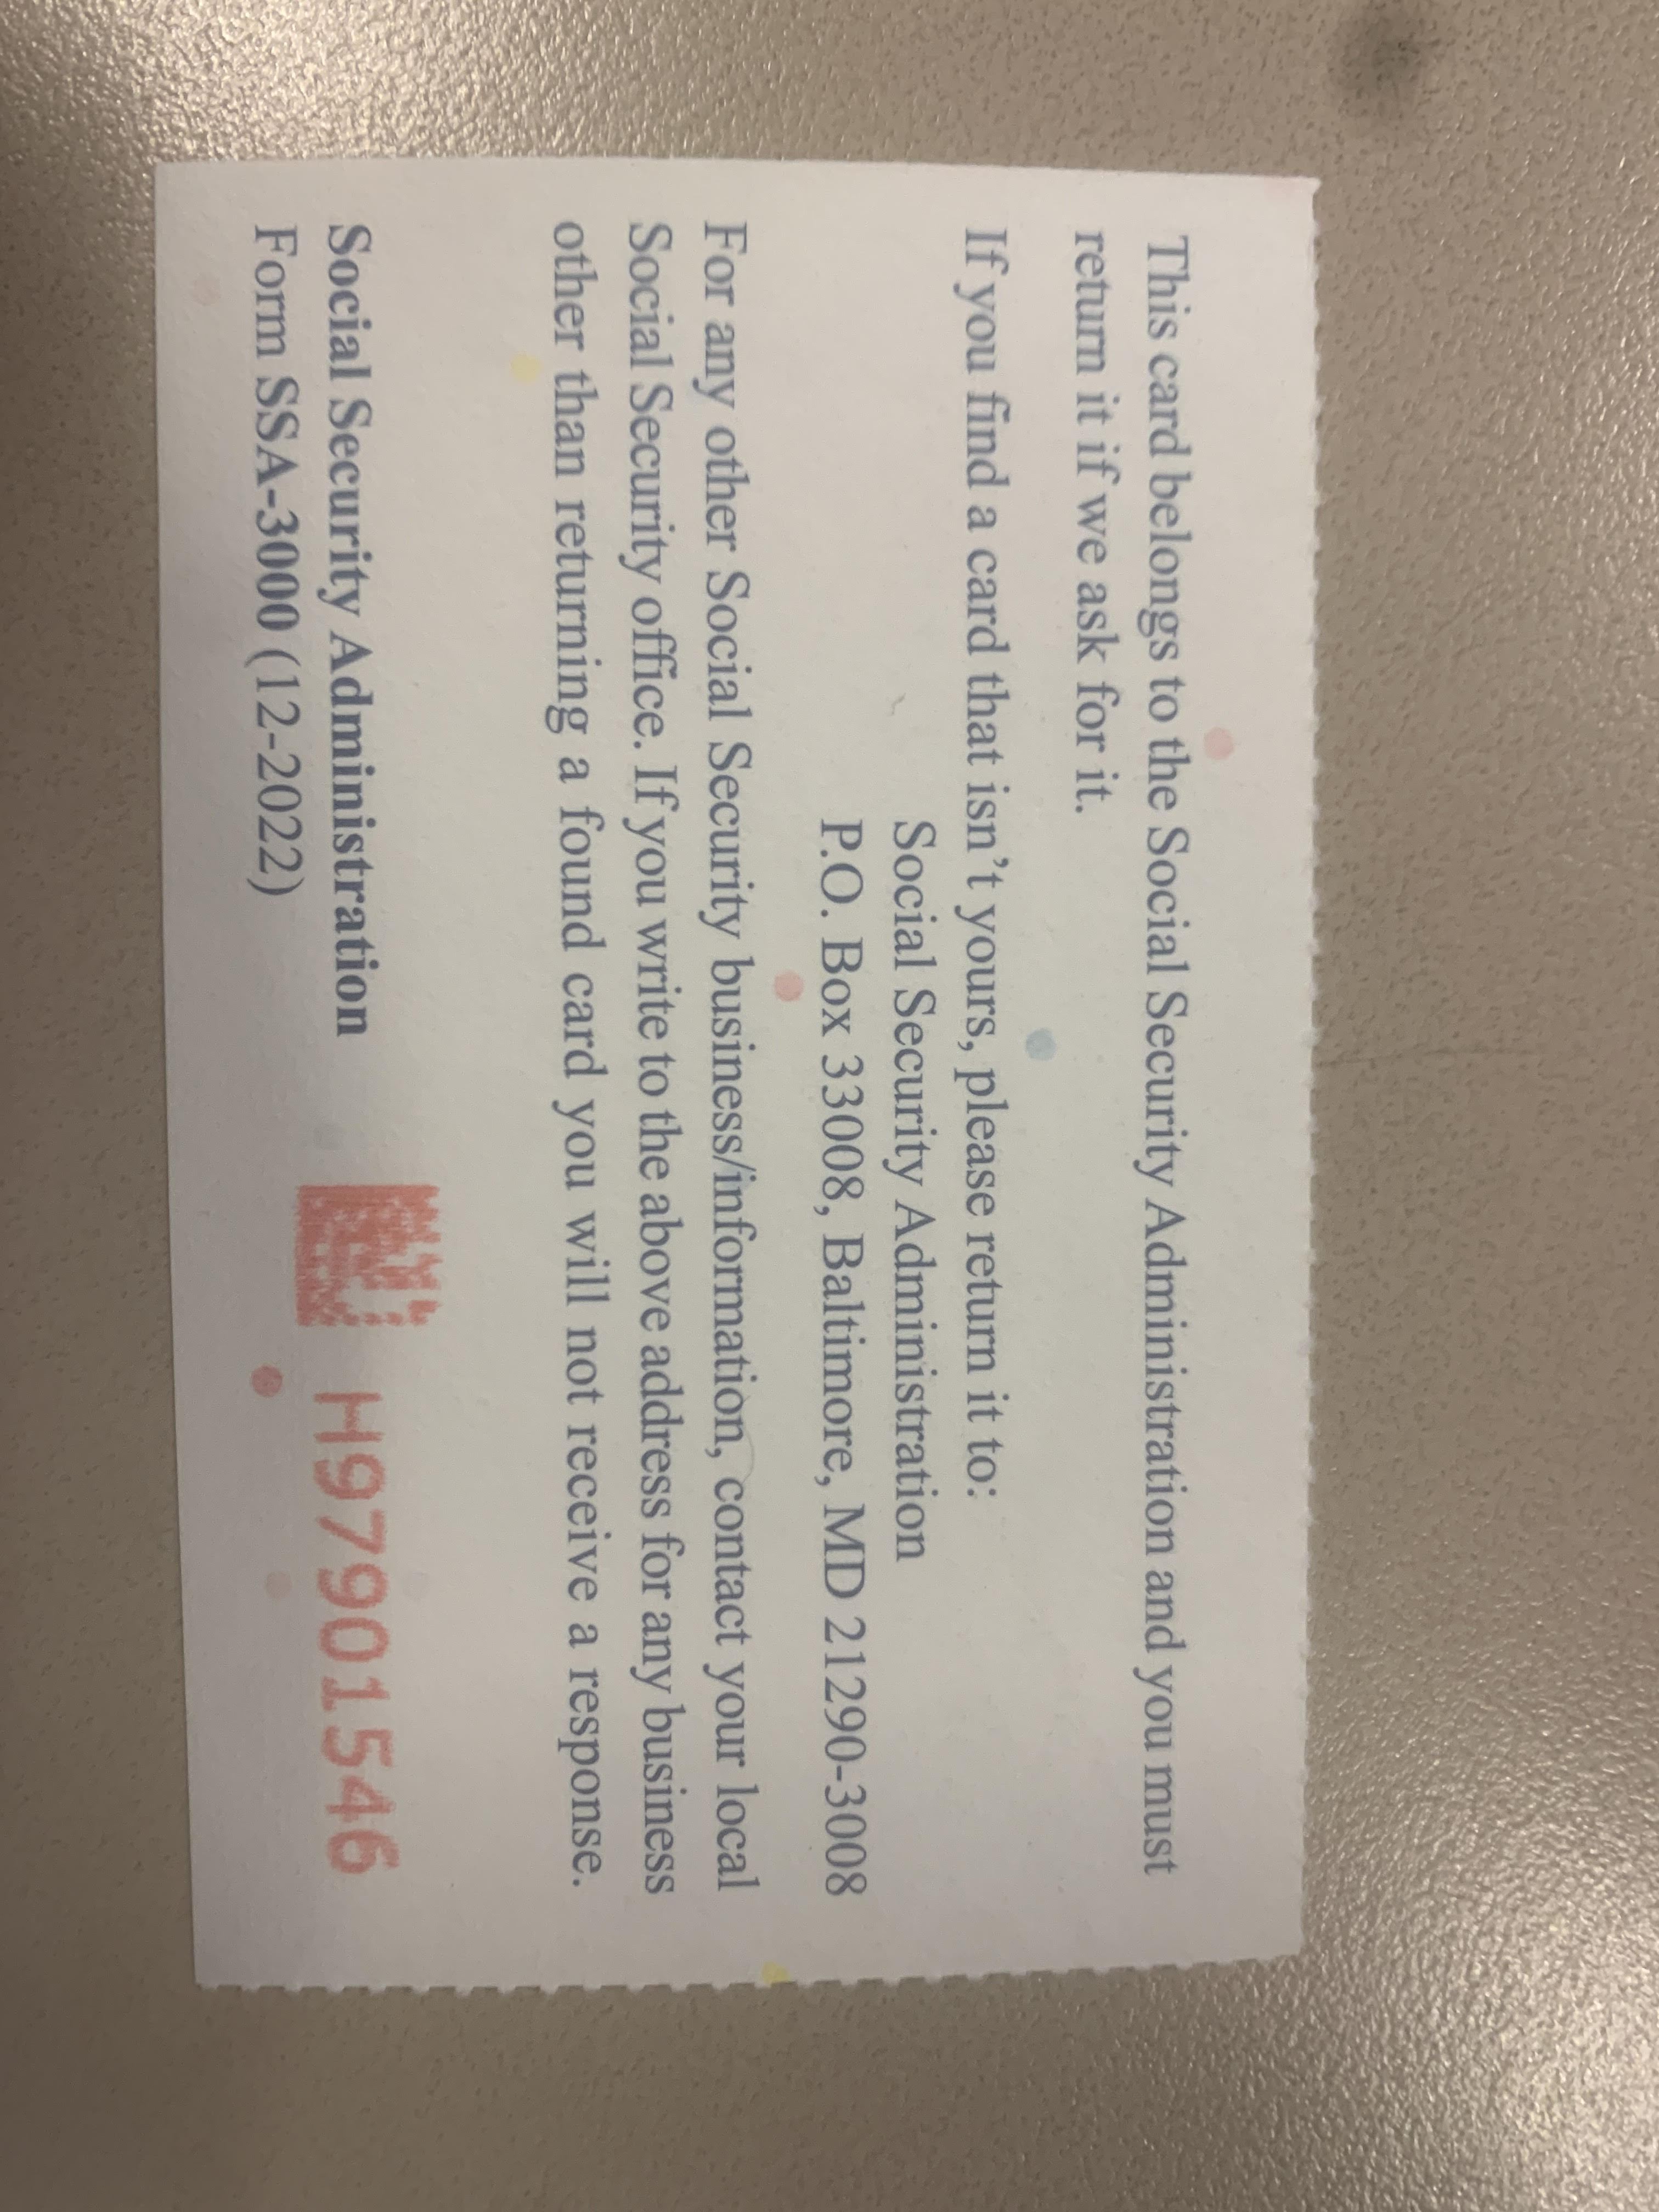 This card belongs to the Social Security Administration and you must
return it if we ask for it.
If you find a card that isn't yours, please return it to:
Social Security Administration
P.O. Box 33008, Baltimore, MD 21290-3008
For any other Social Security business/information, contact your local
Social Security office. If you write to the above address for any business
other than returning a found card you will not receive a response.
Social Security Administration
Form SSA-3000 (12-2022)
H97901546